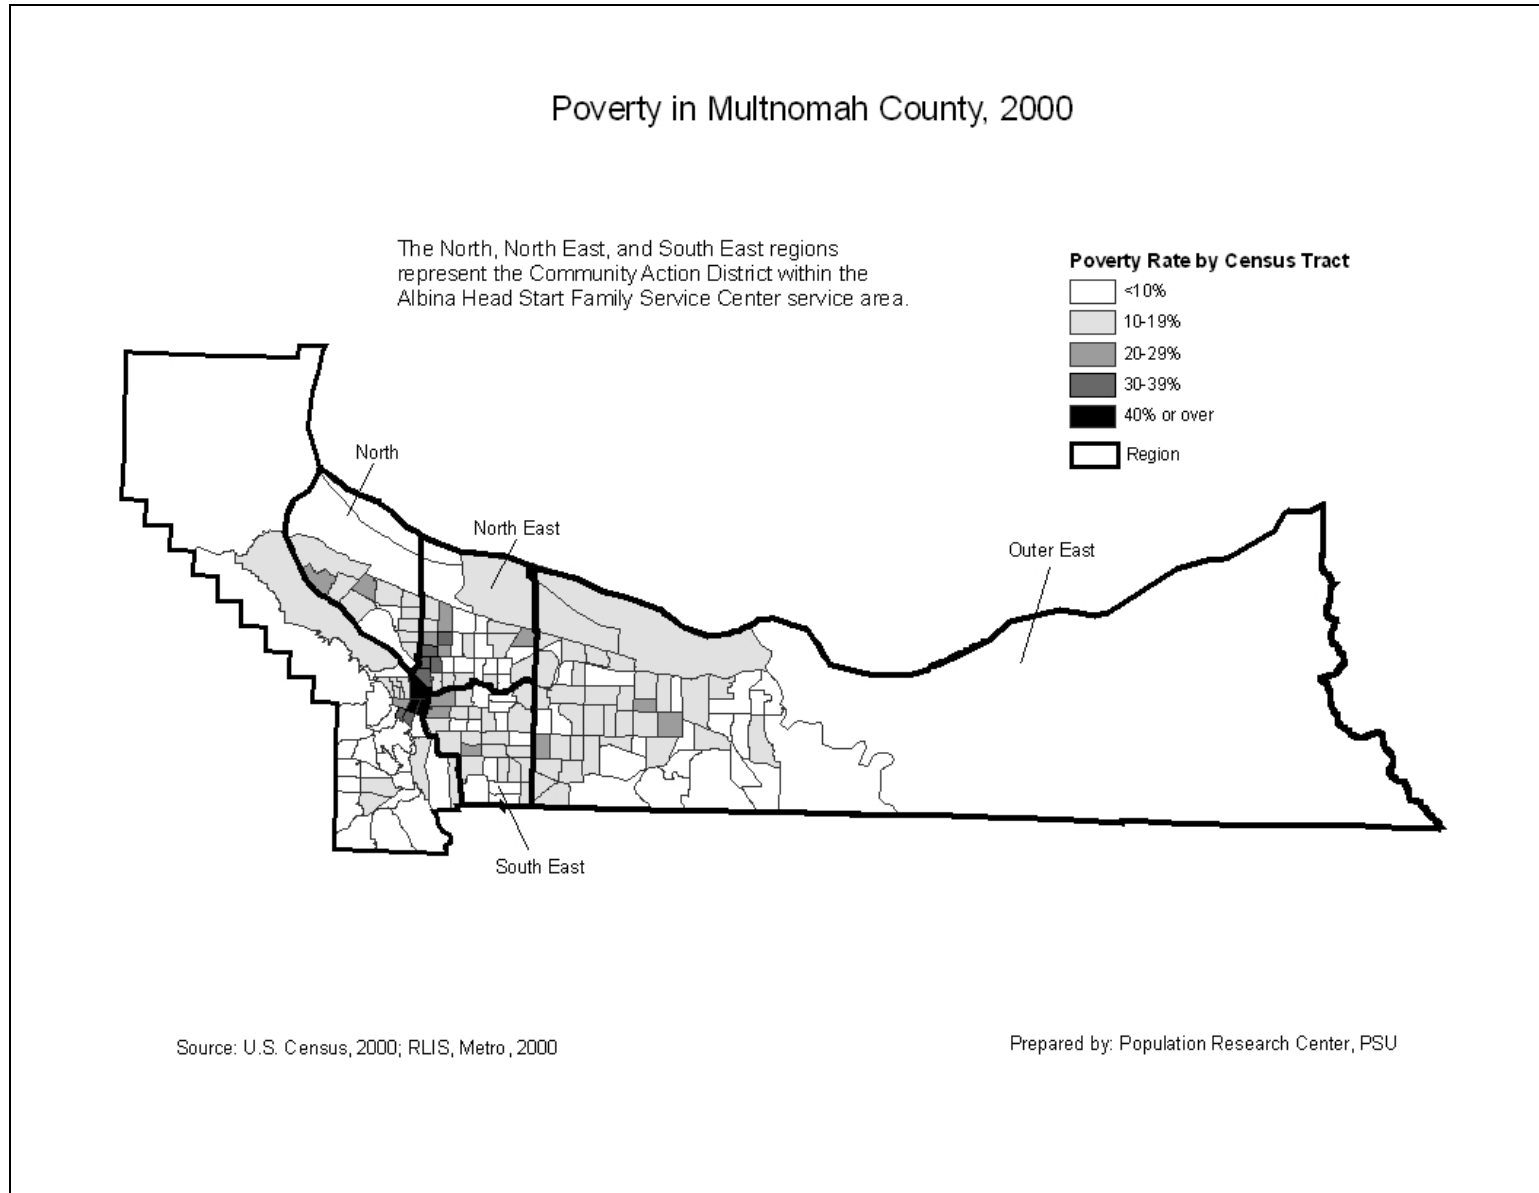 Poverty in Multnomah County, 2000
The North, North East, and South East regions
represent the Community Action District within the
Albina Head Start Family Service Center service area.
Poverty Rate by Census Tract
<10%
10-19%
20-29%
30-39%
40% or over
Region
North
North East
Outer East
South East
Source: U.S. Census, 2000; RLIS, Metro, 2000
Prepared by: Population Research Center, PSU